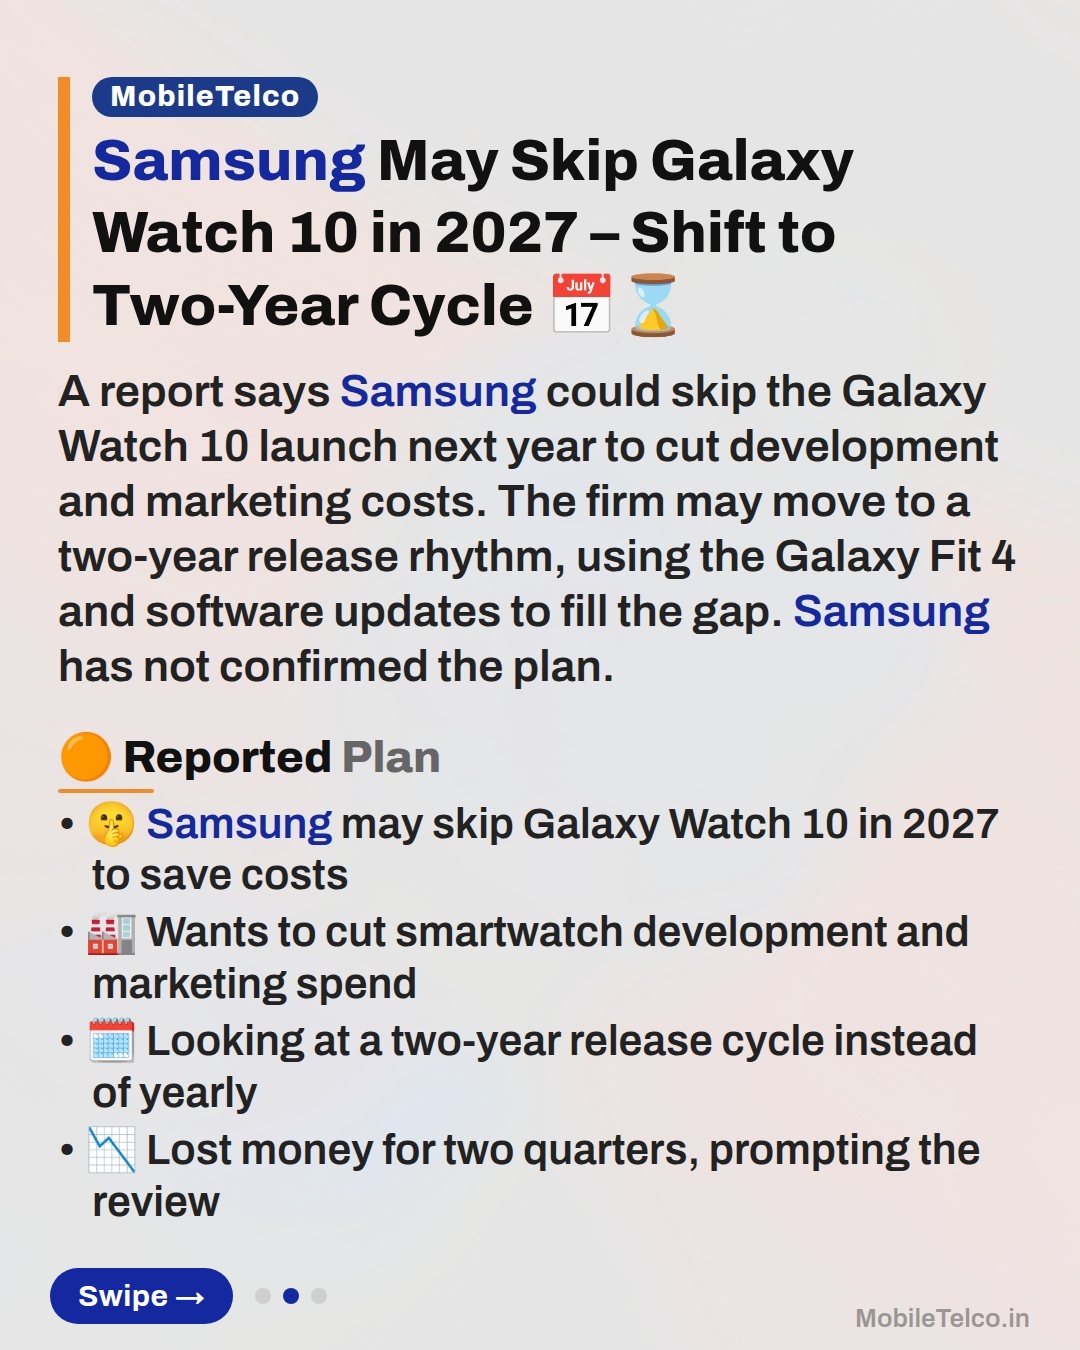 MobileTelco
Samsung May Skip Galaxy
Watch 10 in 2027 – Shift to
Two-Year Cycle 📅⌛
A report says Samsung could skip the Galaxy
Watch 10 launch next year to cut development
and marketing costs. The firm may move to a
two-year release rhythm, using the Galaxy Fit 4
and software updates to fill the gap. Samsung
has not confirmed the plan.
🟠 Reported Plan
• 🤫 Samsung may skip Galaxy Watch 10 in 2027
to save costs
• 🏭 Wants to cut smartwatch development and
marketing spend
• 🗓️ Looking at a two-year release cycle instead
of yearly
• 📉 Lost money for two quarters, prompting the
review
Swipe →
MobileTelco.in